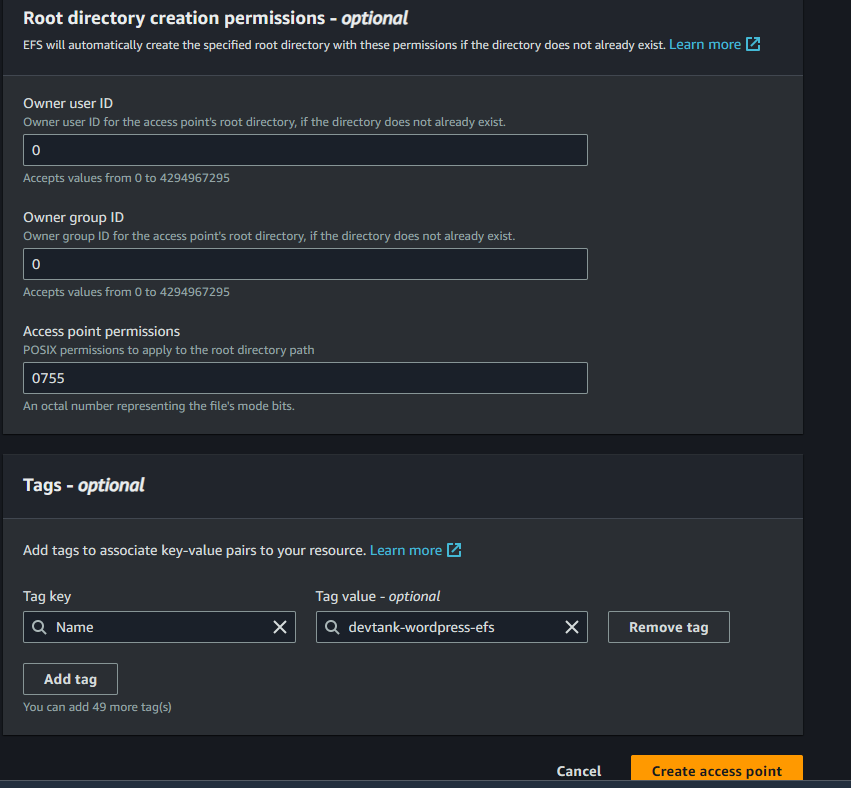 Root directory creation permissions - optional
EFS will automatically create the specified root directory with these permissions if the directory does not already exist. Learn more
Owner user ID
Owner user ID for the access point's root directory, if the directory does not already exist.
0
Accepts values from 0 to 4294967295
Owner group ID
Owner group ID for the access point's root directory, if the directory does not already exist.
0
Accepts values from 0 to 4294967295
Access point permissions
POSIX permissions to apply to the root directory path
0755
An octal number representing the file's mode bits.
Tags - optional
Add tags to associate key-value pairs to your resource. Learn more
Tag key Tag value - optional
Name devtank-wordpress-efs Remove tag
Add tag
You can add 49 more tag(s)
Cancel Create access point